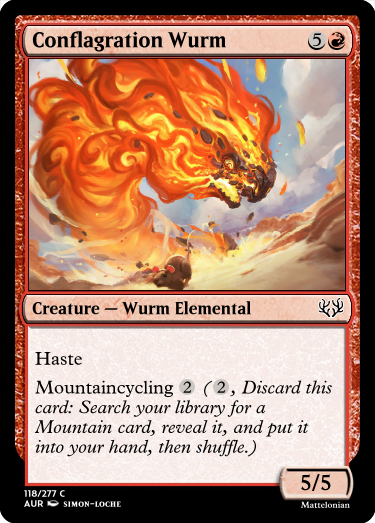 Conflagration Wurm 5
Creature — Wurm Elemental
Haste
Mountaincycling 2 (2, Discard this
card: Search your library for a
Mountain card, reveal it, and put it
into your hand, then shuffle.)
5/5
118/277 C
AUR SIMON-LOCHE
Mattelonian